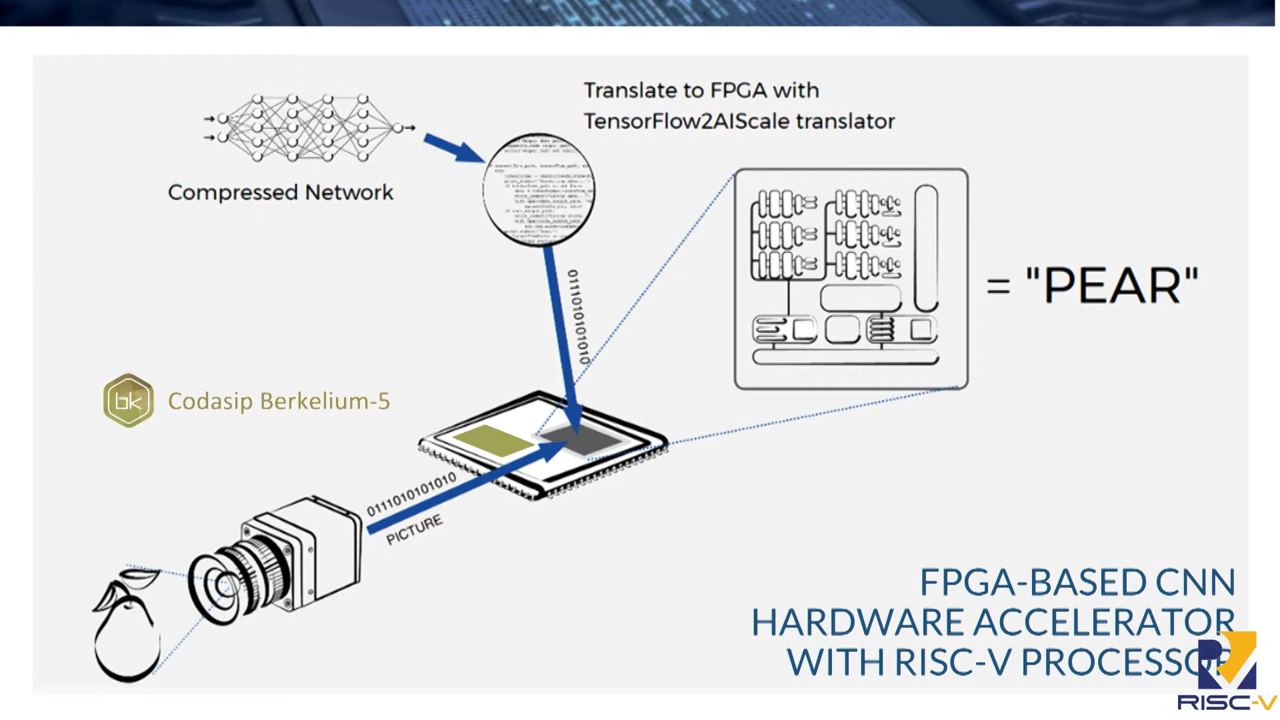 Translate to FPGA with
TensorFlow2AIScale translator
Compressed Network
= "PEAR"
0111010101010
bk Codasip Berkelium-5
0111010101010
PICTURE
FPGA-BASED CNN
HARDWARE ACCELERATOR
WITH RISC-V PROCESSOR
RISC-V